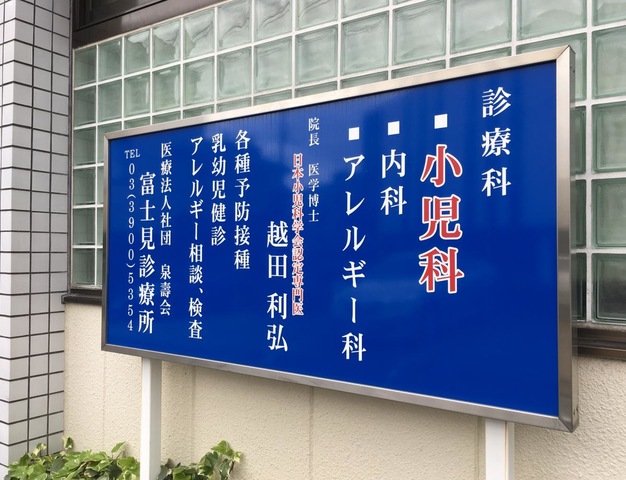 診療科
■小児科
■内科
■アレルギー科
院長 医学博士
日本小児科学会認定専門医
越田利弘
各種予防接種
乳幼児健診
アレルギー相談、検査
医療法人社団 泉壽会
富士見診療所
TEL 03(3900)5354